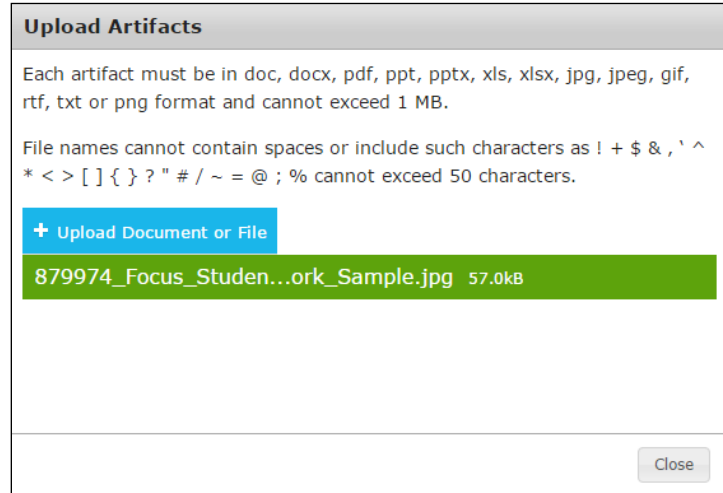 Upload Artifacts
Each artifact must be in doc, docx, pdf, ppt, pptx, xls, xlsx, jpg, jpeg, gif,
rtf, txt or png format and cannot exceed 1 MB.
File names cannot contain spaces or include such characters as ! + $ & , ‘ ^
* < > [ ] { } ? " # / ~ = @ ; % cannot exceed 50 characters.
+ Upload Document or File
879974_Focus_Studen...ork_Sample.jpg 57.0kB
Close